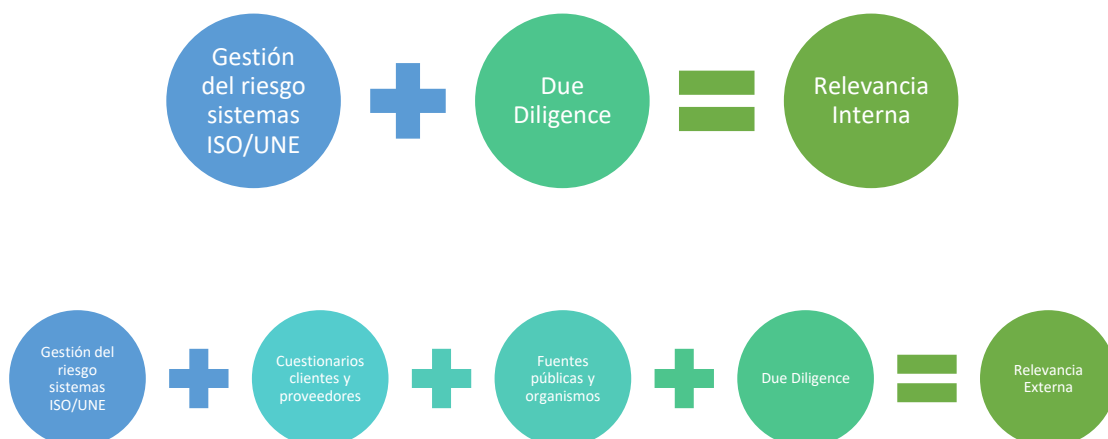 Gestión
del riesgo
sistemas
ISO/UNE
Due
Diligence
Relevancia
Interna
Gestión del
riesgo
sistemas
ISO/UNE
Cuestionarios
clientes y
proveedores
Fuentes
públicas y
organismos
Due Diligence
Relevancia
Externa